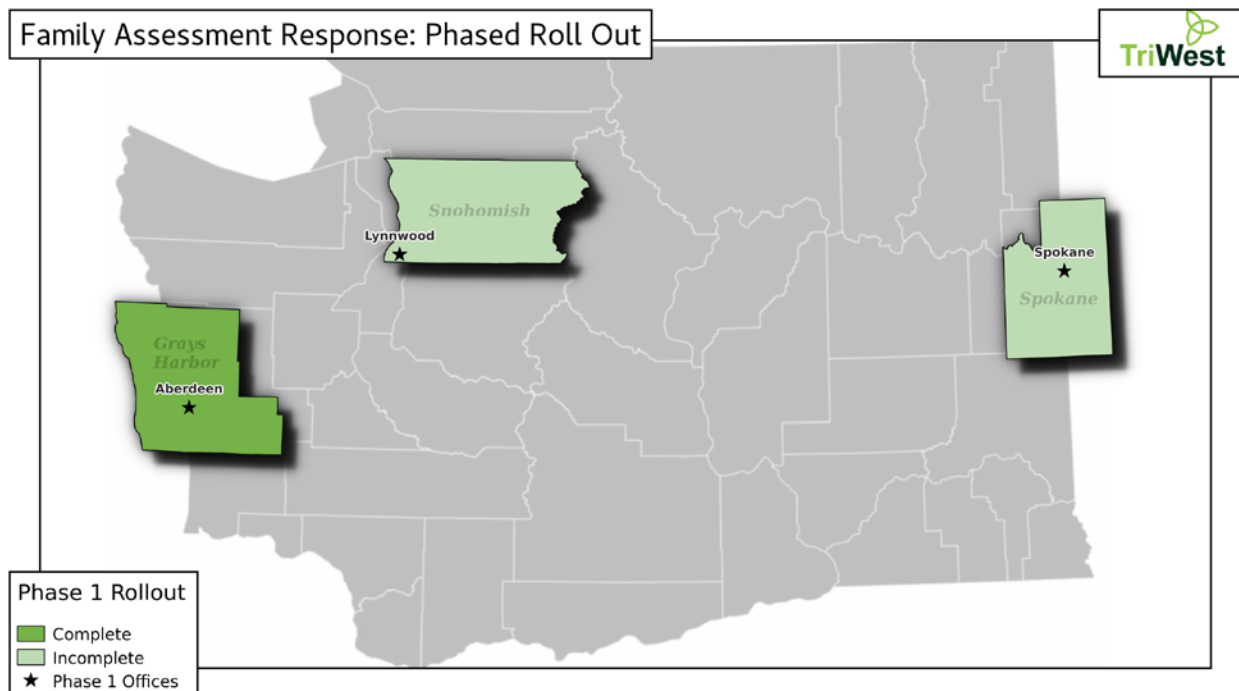 Family Assessment Response: Phased Roll Out
TriWest
Snohomish
Lynnwood
Spokane
Spokane
Grays
Harbor
Aberdeen
Phase 1 Rollout
Complete
Incomplete
Phase 1 Offices